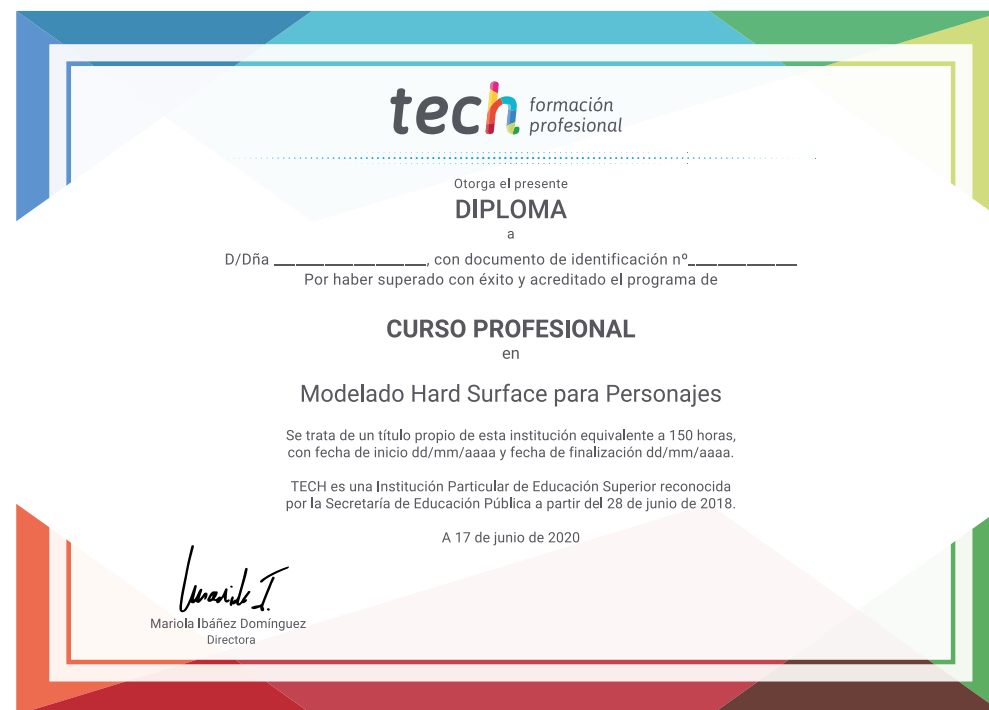 tech formación
profesional
Otorga el presente
DIPLOMA
a
D/Dña _______________, con documento de identificación nº__________
Por haber superado con éxito y acreditado el programa de
CURSO PROFESIONAL
en
Modelado Hard Surface para Personajes
Se trata de un título propio de esta institución equivalente a 150 horas,
con fecha de inicio dd/mm/aaaa y fecha de finalización dd/mm/aaaa.
TECH es una Institución Particular de Educación Superior reconocida
por la Secretaría de Educación Pública a partir del 28 de junio de 2018.
A 17 de junio de 2020
Mariola I.
Mariola Ibáñez Domínguez
Directora